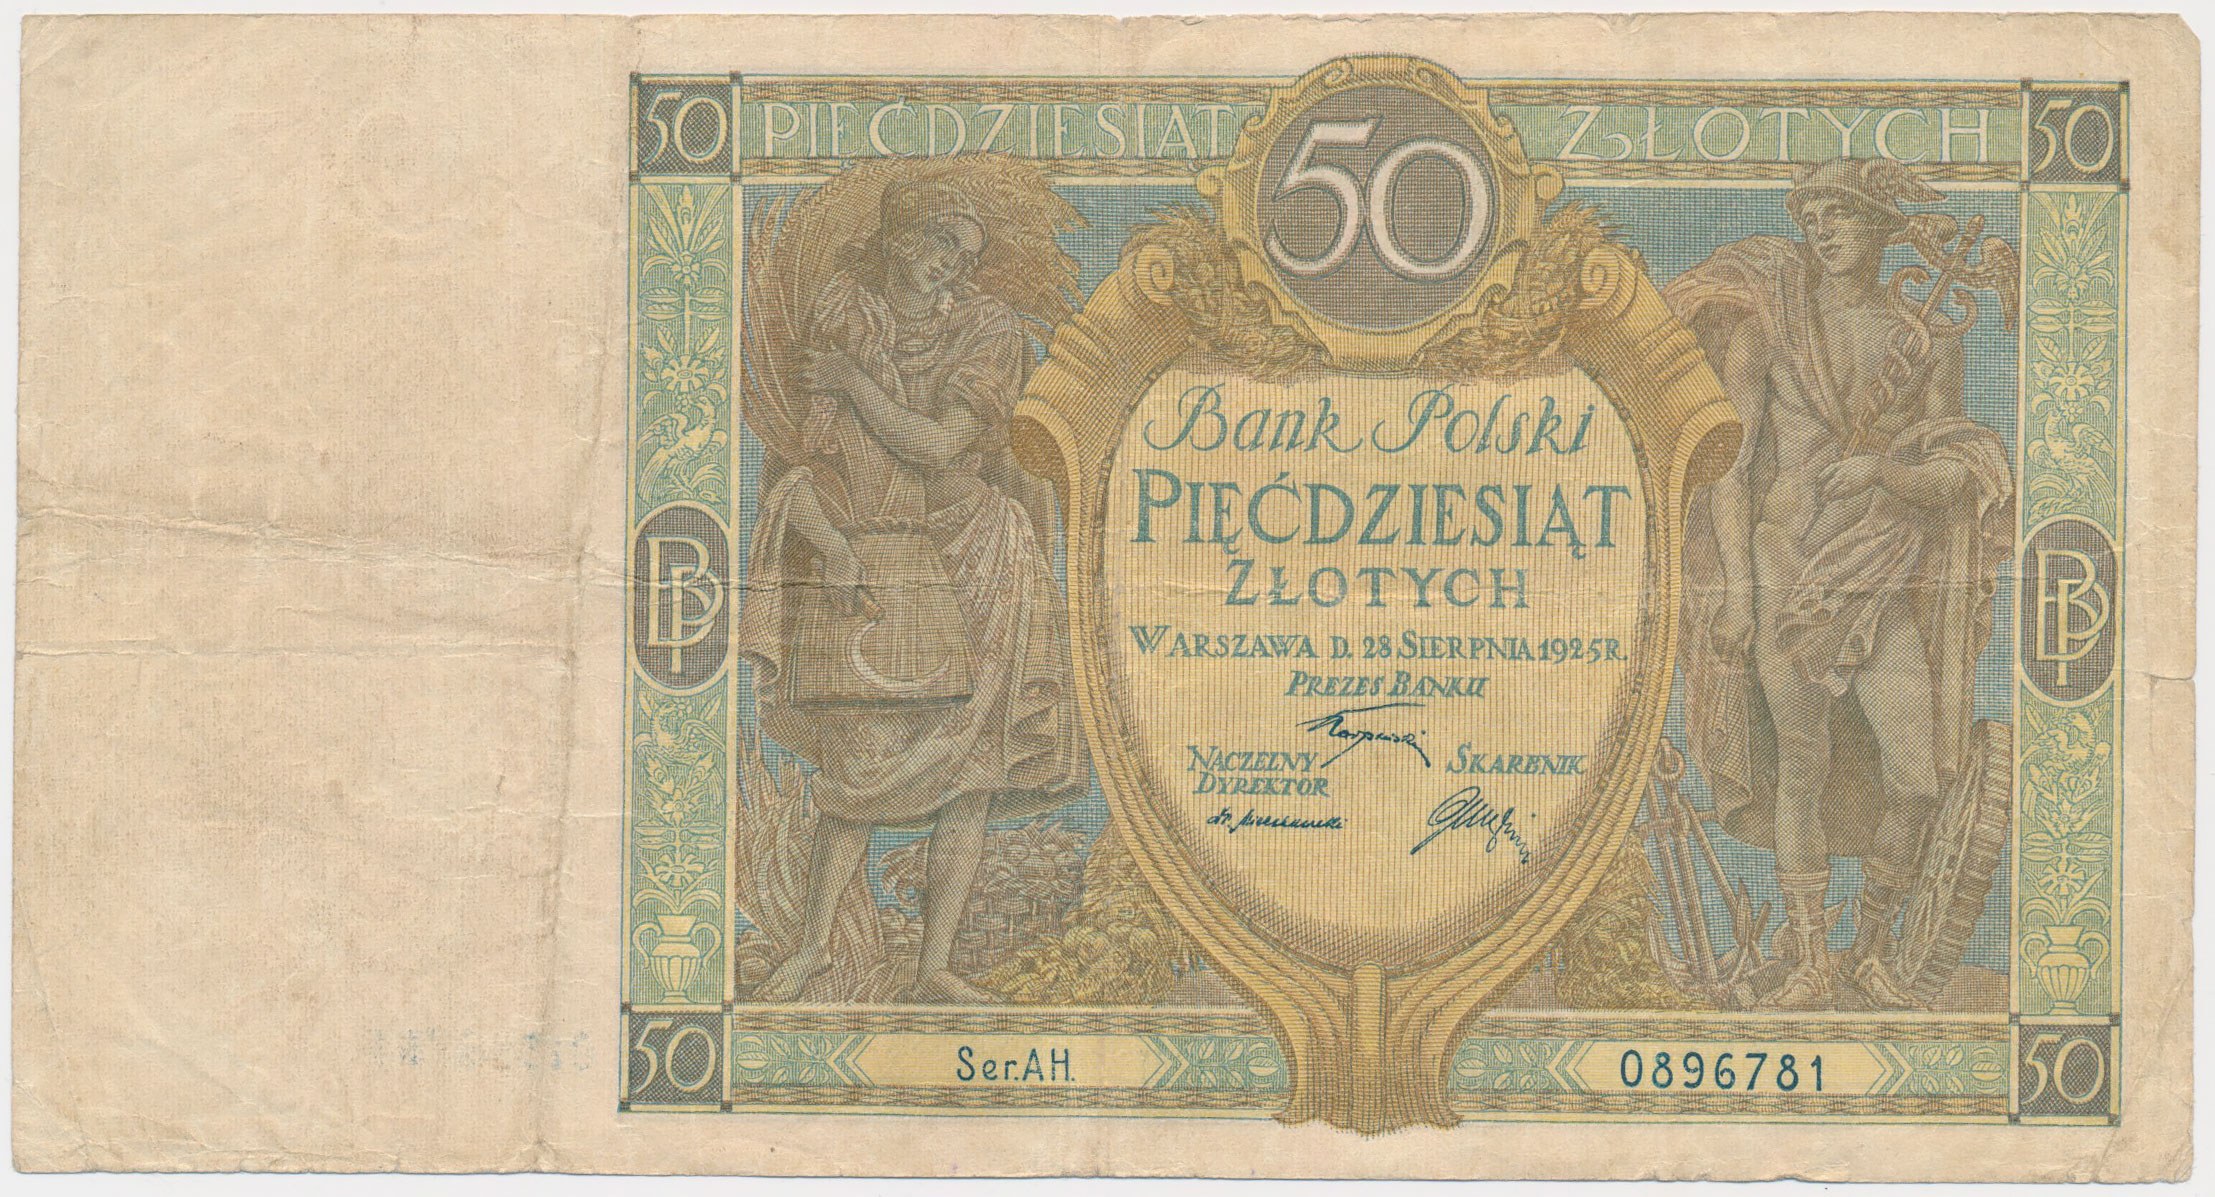 50 PIĘĆDZIESIĄT 50 ZŁOTYCH 50
Bank Polski
PIĘĆDZIESIĄT
ZŁOTYCH
BP BP
WARSZAWA D. 28 SIERPNIA 1925 R.
PREZES BANKU
NACZELNY
DYREKTOR
SKARBNIK
50 Ser.AH. 0896781 50